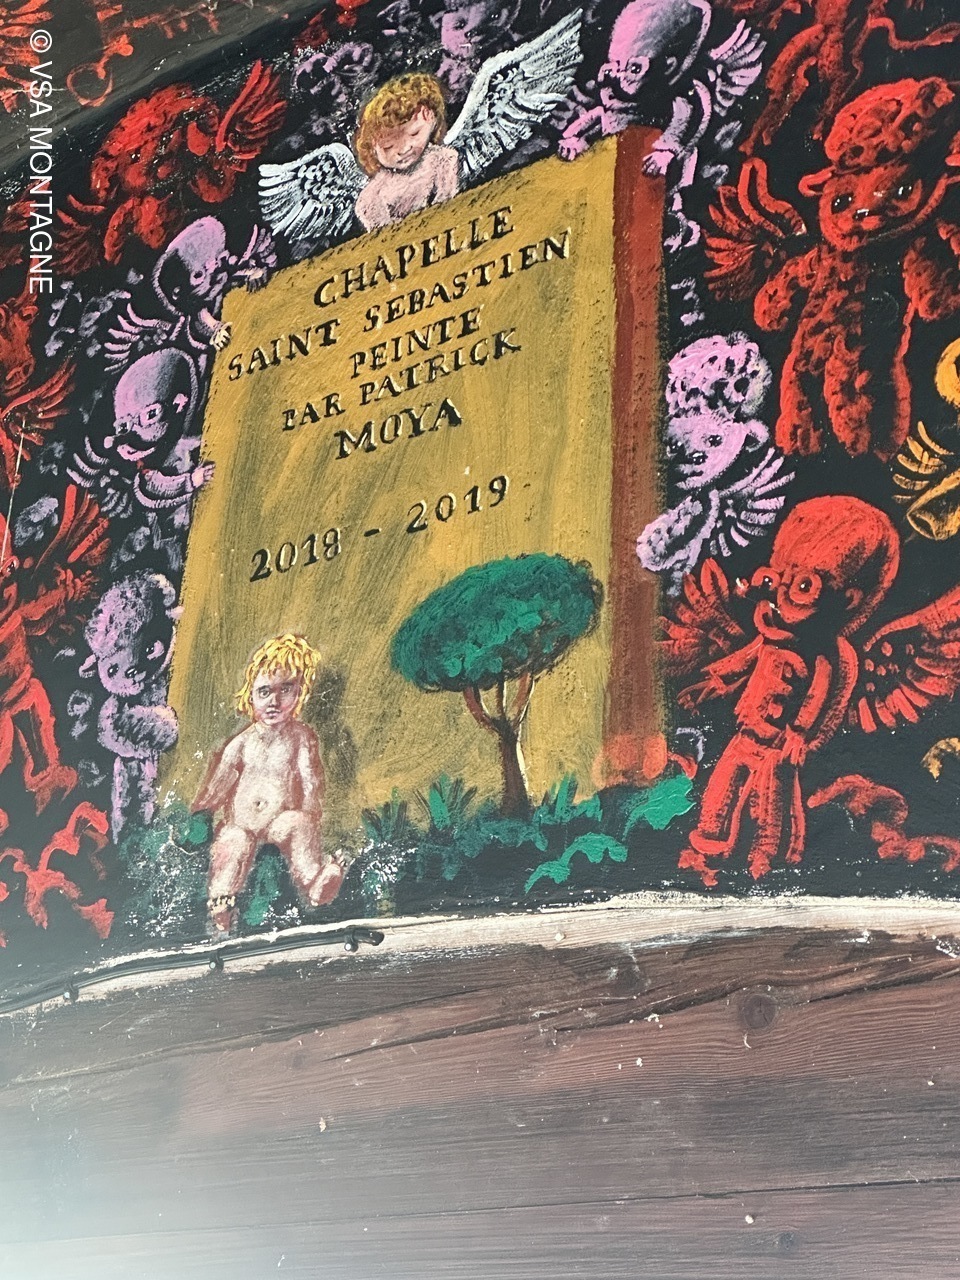 © VSA MONTAGNE
CHAPELLE
SAINT SEBASTIEN
PEINTE
PAR PATRICK
MOYA
2018 - 2019